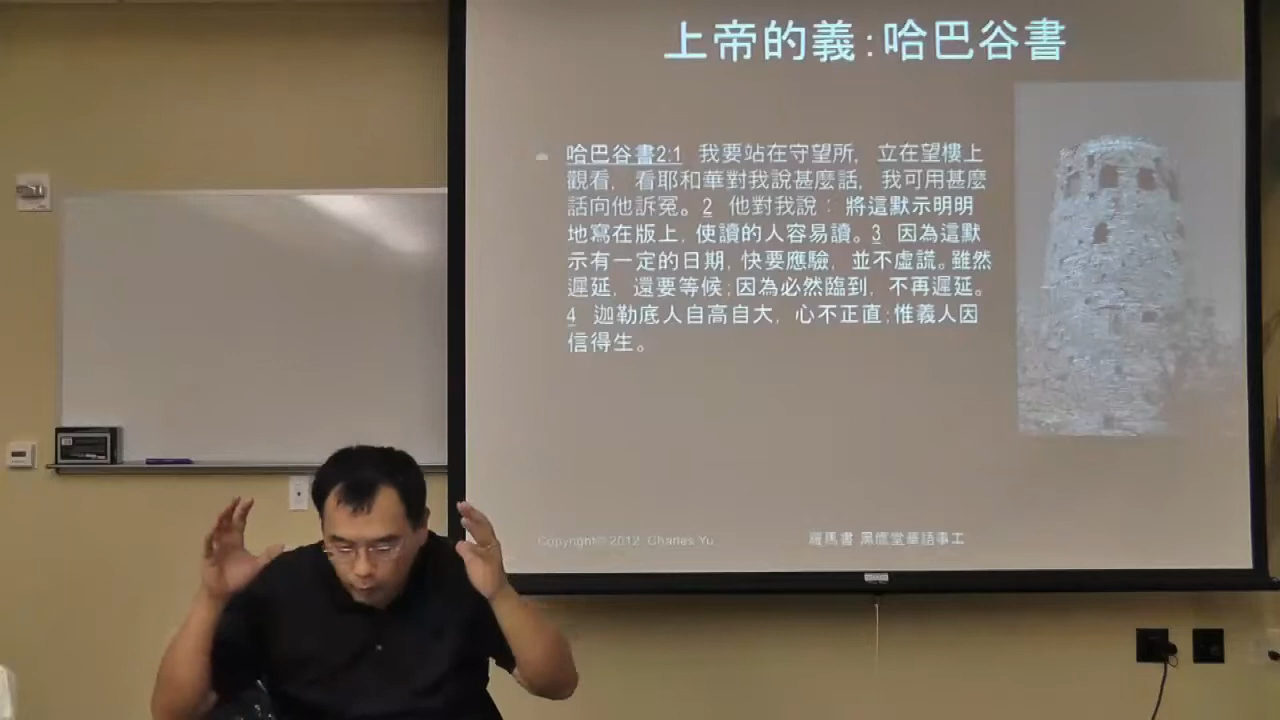 上帝的義:哈巴谷書
哈巴谷書2:1 我要站在守望所，立在望樓上
觀看，看耶和華對我說甚麼話，我可用甚麼
話向他訴冤。2 他對我說：將這默示明明
地寫在版上，使讀的人容易讀。3 因為這默
示有一定的日期，快要應驗，並不虛謊。雖然
遲延，還要等候;因為必然臨到，不再遲延。
4 迦勒底人自高自大，心不正直;惟義人因
信得生。
Copyright© 2012 Charles Yu
羅馬書 鳳凰堂華語事工